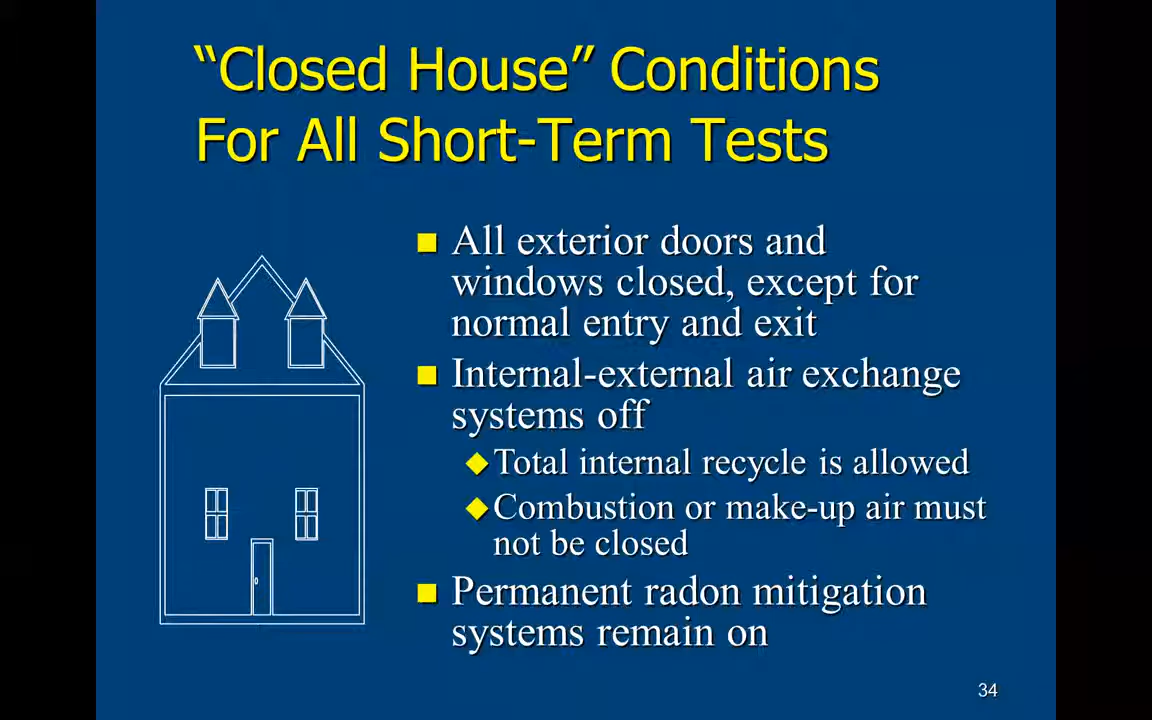 “Closed House” Conditions
For All Short-Term Tests
All exterior doors and
windows closed, except for
normal entry and exit
Internal-external air exchange
systems off
Total internal recycle is allowed
Combustion or make-up air must
not be closed
Permanent radon mitigation
systems remain on
34